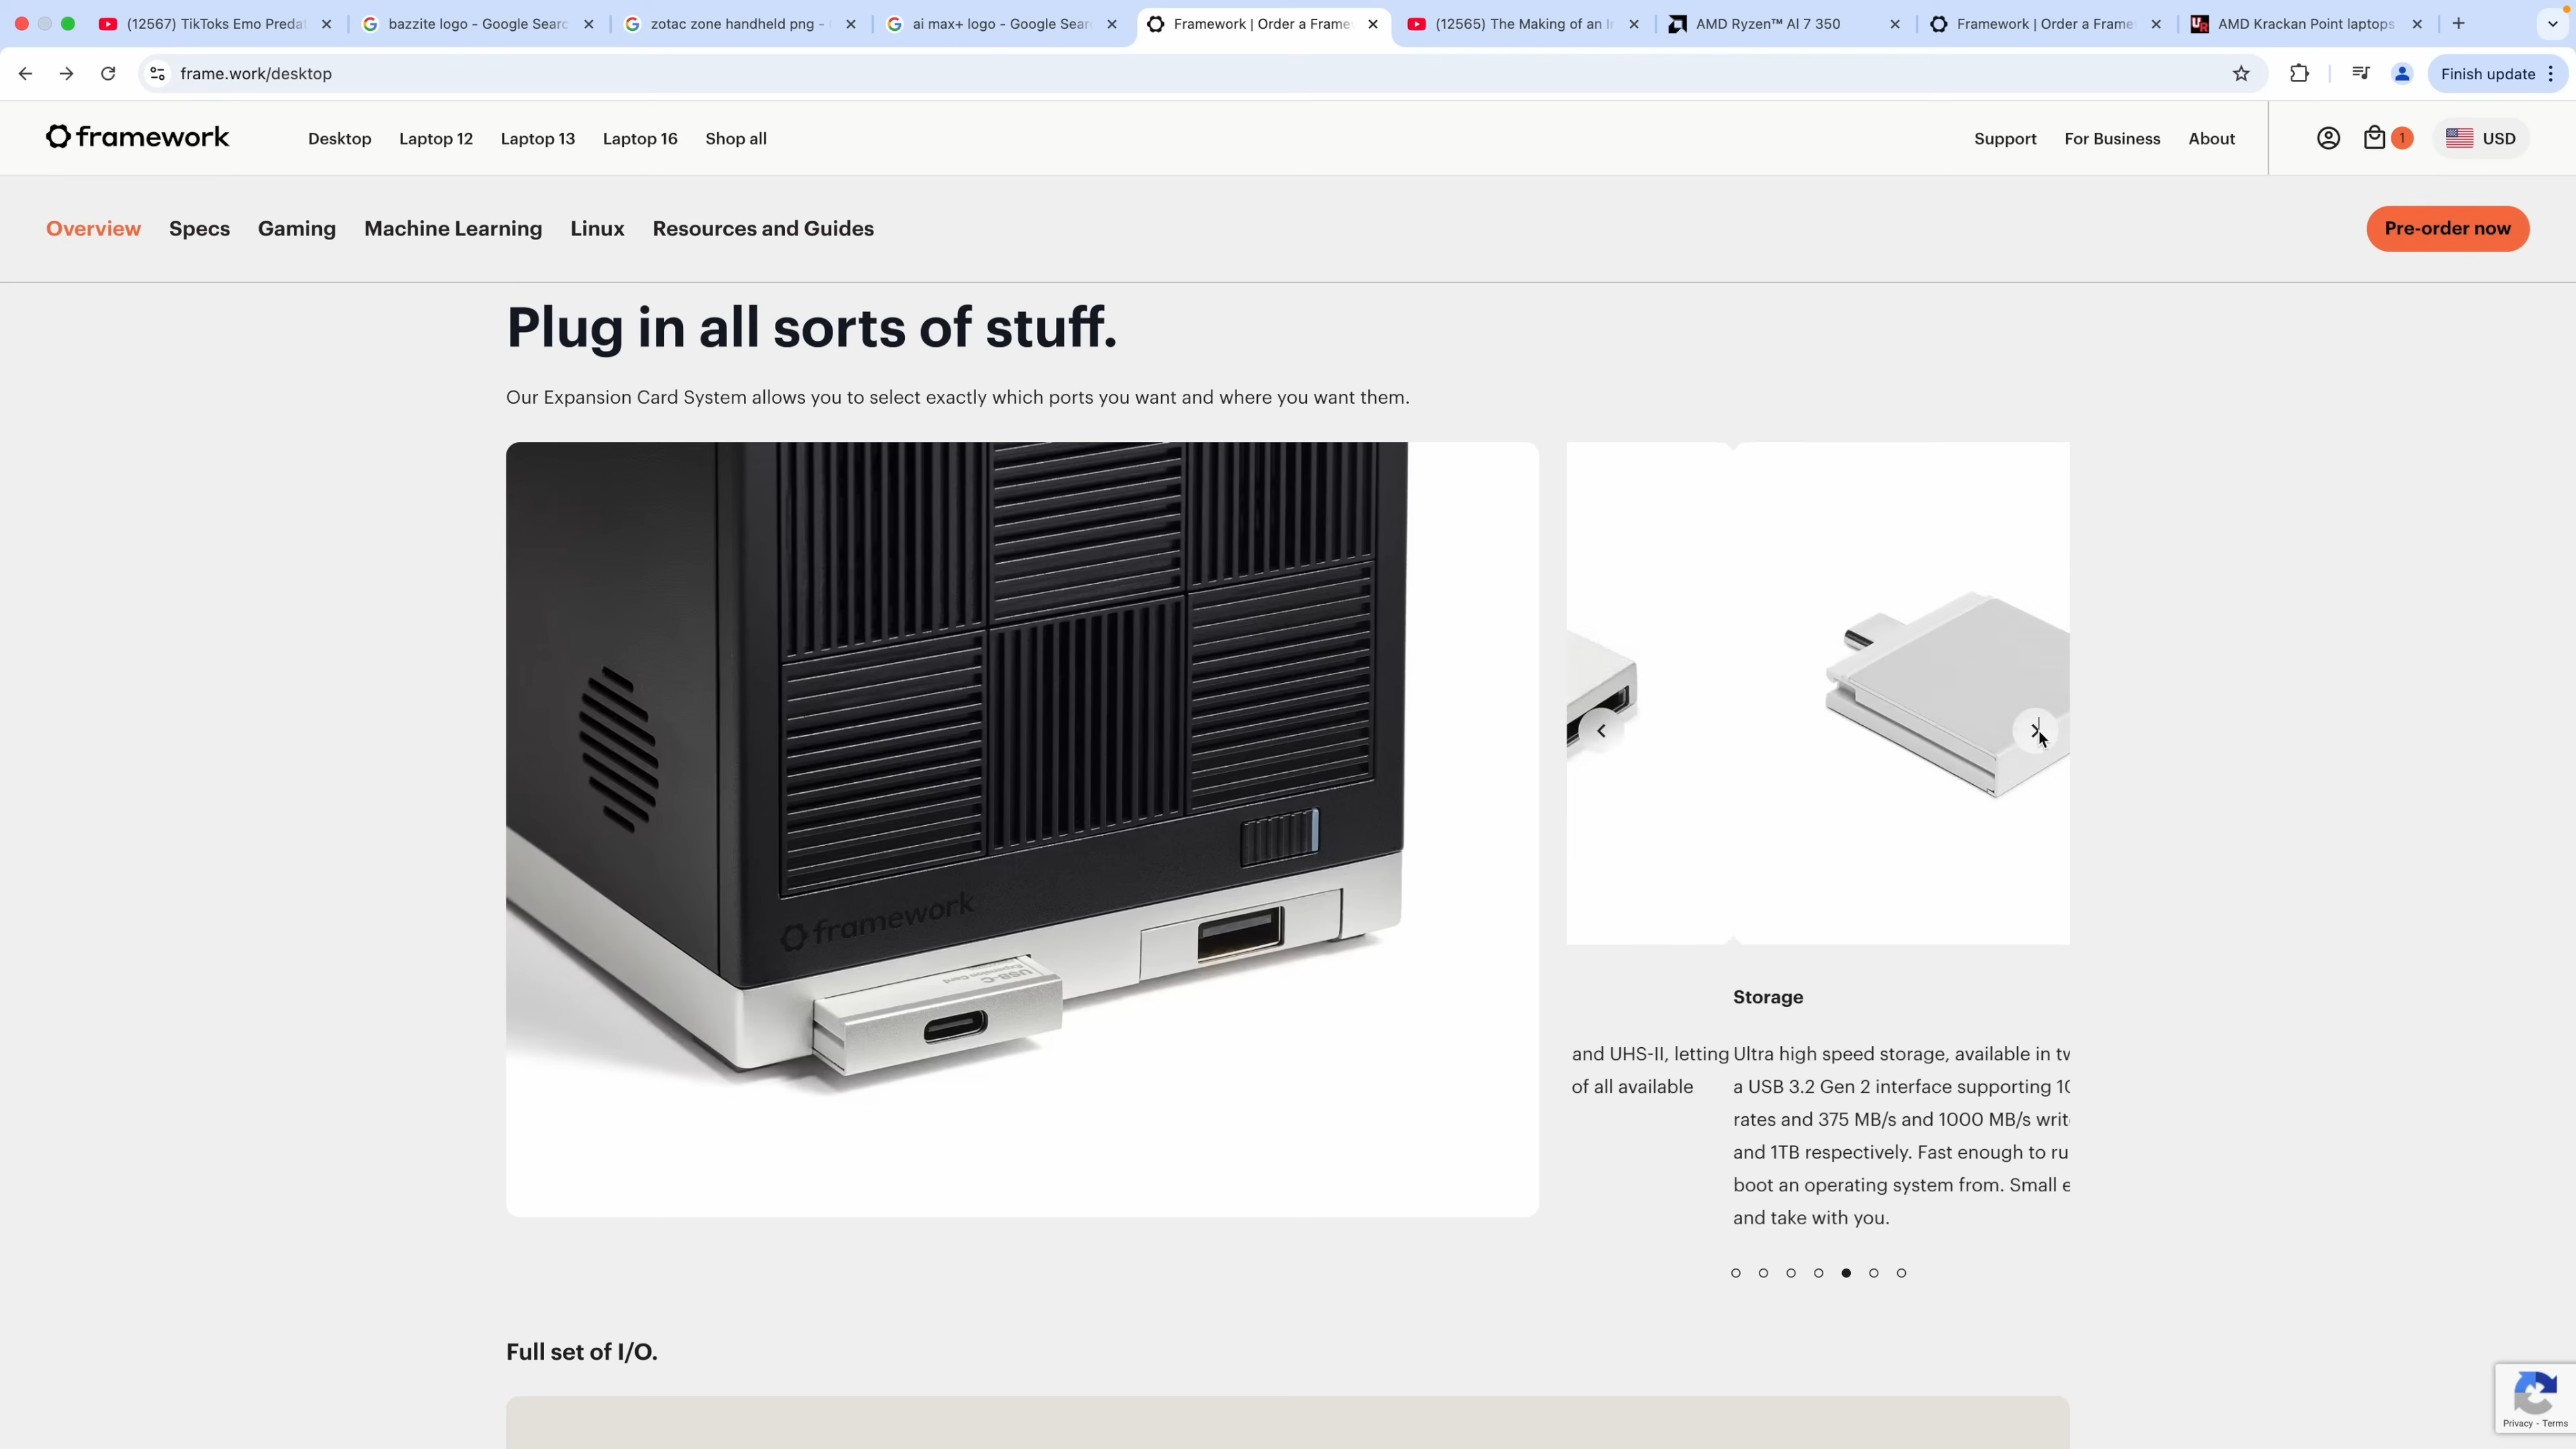 (12567) TikToks Emo Predat
bazzite logo - Google Searc
zotac zone handheld png -
ai max+ logo - Google Sear
Framework | Order a Frame
(12565) The Making of an I
AMD Ryzen™ AI 7 350
Framework | Order a Frame
AMD Krackan Point laptops
frame.work/desktop
Finish update
framework
Desktop
Laptop 12
Laptop 13
Laptop 16
Shop all
Support
For Business
About
1
USD
Overview
Specs
Gaming
Machine Learning
Linux
Resources and Guides
Pre-order now
Plug in all sorts of stuff.
Our Expansion Card System allows you to select exactly which ports you want and where you want them.
framework
USB-C
Expansion Card
Storage
and UHS-II, letting
of all available
Ultra high speed storage, available in tw
a USB 3.2 Gen 2 interface supporting 10
rates and 375 MB/s and 1000 MB/s write
and 1TB respectively. Fast enough to ru
boot an operating system from. Small e
and take with you.
Full set of I/O.
Privacy - Terms